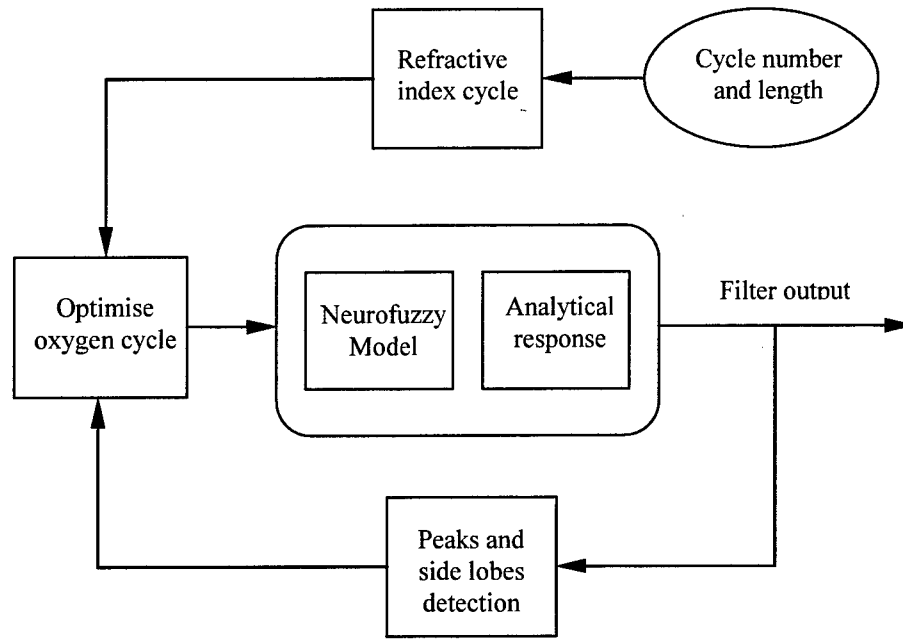 Refractive
index cycle
Cycle number
and length
Optimise
oxygen cycle
Neurofuzzy
Model
Analytical
response
Filter output
Peaks and
side lobes
detection